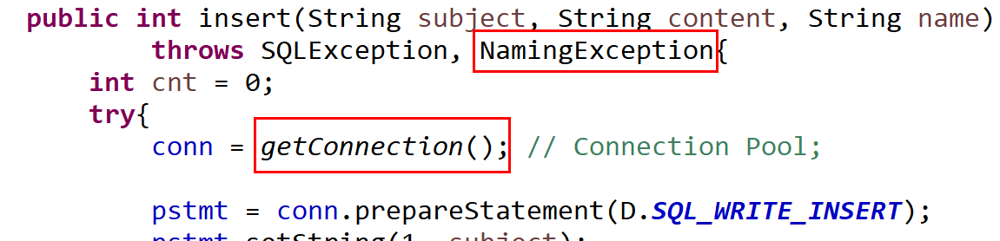 public int insert(String subject, String content, String name)
throws SQLException, NamingException{
int cnt = 0;
try{
conn = getConnection(); // Connection Pool;
pstmt = conn.prepareStatement(D.SQL_WRITE_INSERT);
pstmt.setString(1, subject);